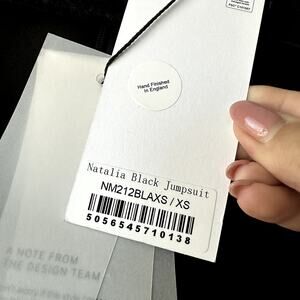 Hand Finished
in England
Natalia Black Jumpsuit
NM212BLAXS / XS
5056545710138
A NOTE FROM
THE DESIGN TEAM